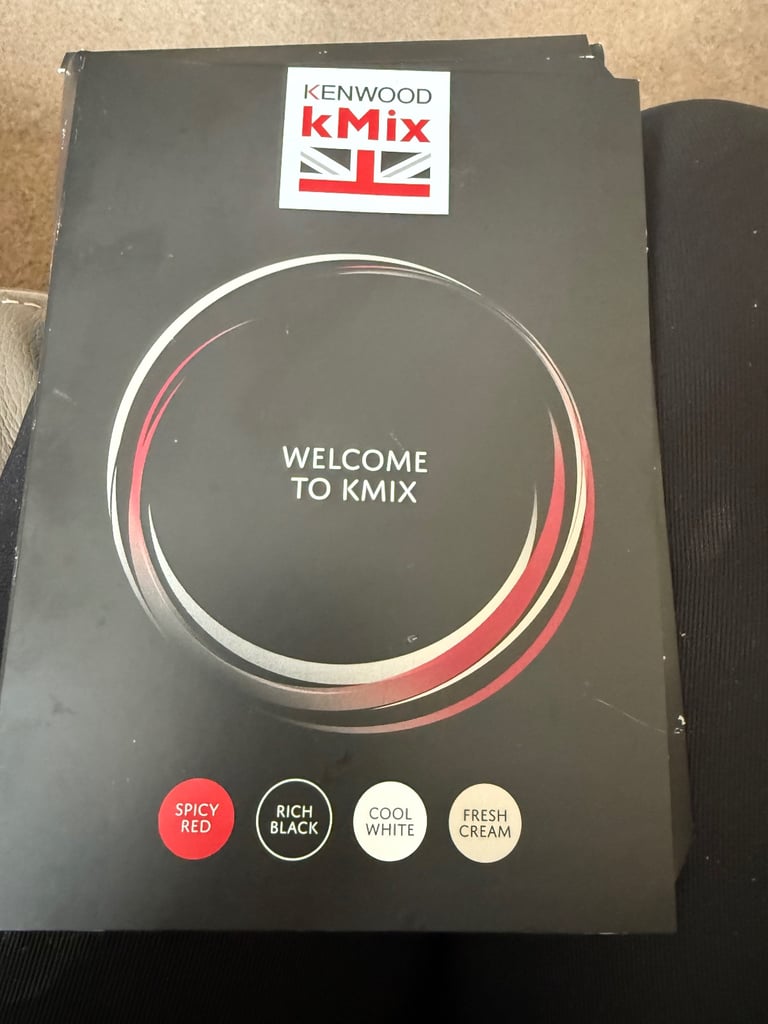 KENWOOD
kMix
WELCOME
TO KMIX
SPICY
RED
RICH
BLACK
COOL
WHITE
FRESH
CREAM